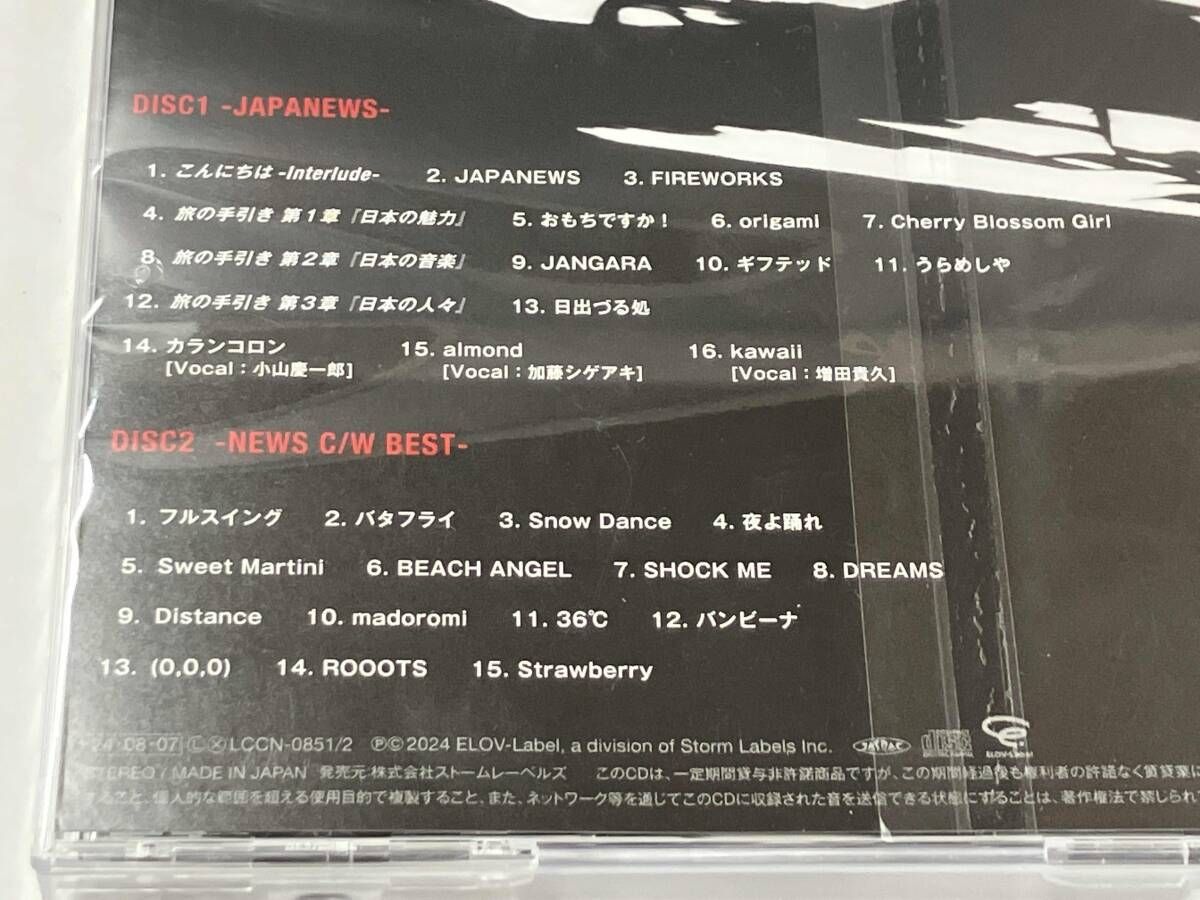 DISC1 -JAPANEWS-
1. こんにちは -Interlude- 2. JAPANEWS 3. FIREWORKS
4. 旅の手引き 第1章『日本の魅力』 5. おもちですか！ 6. origami 7. Cherry Blossom Girl
8. 旅の手引き 第2章『日本の音楽』 9. JANGARA 10. ギフテッド 11. うらめしや
12. 旅の手引き 第3章『日本の人々』 13. 日出づる処
14. カランコロン 15. almond 16. kawaii
[Vocal：小山慶一郎] [Vocal：加藤シゲアキ] [Vocal：増田貴久]
DISC2 -NEWS C/W BEST-
1. フルスイング 2. バタフライ 3. Snow Dance 4. 夜よ踊れ
5. Sweet Martini 6. BEACH ANGEL 7. SHOCK ME 8. DREAMS
9. Distance 10. madoromi 11. 36℃ 12. バンビーナ
13. (0,0,0) 14. ROOOTS 15. Strawberry
24・08・07 Ⓛ Ⓧ LCCN-0851/2 ℗©2024 ELOV-Label, a division of Storm Labels Inc. JASRAC
STEREO / MADE IN JAPAN 発売元:株式会社ストームレーベルズ このCDは、一定期間貸与非許諾商品ですが、この期間経過後も権利者の許諾なく賃貸業に
すること、個人的な範囲を超える使用目的で複製すること、また、ネットワーク等を通じてこのCDに収録された音を送信できる状態にすることは、著作権法で禁じられて